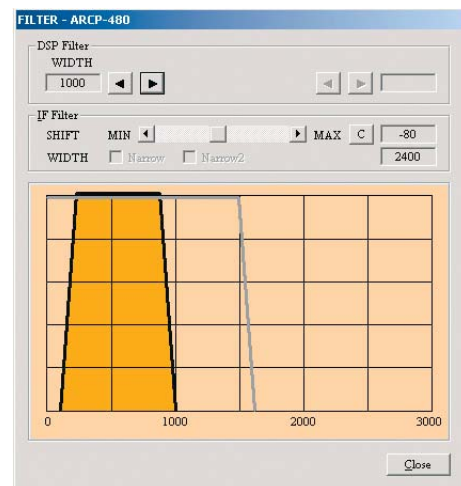 FILTER - ARCP-480
DSP Filter
WIDTH
1000
IF Filter
SHIFT MIN MAX C -80
WIDTH Narrow Narrow2 2400
0 1000 2000 3000
Close